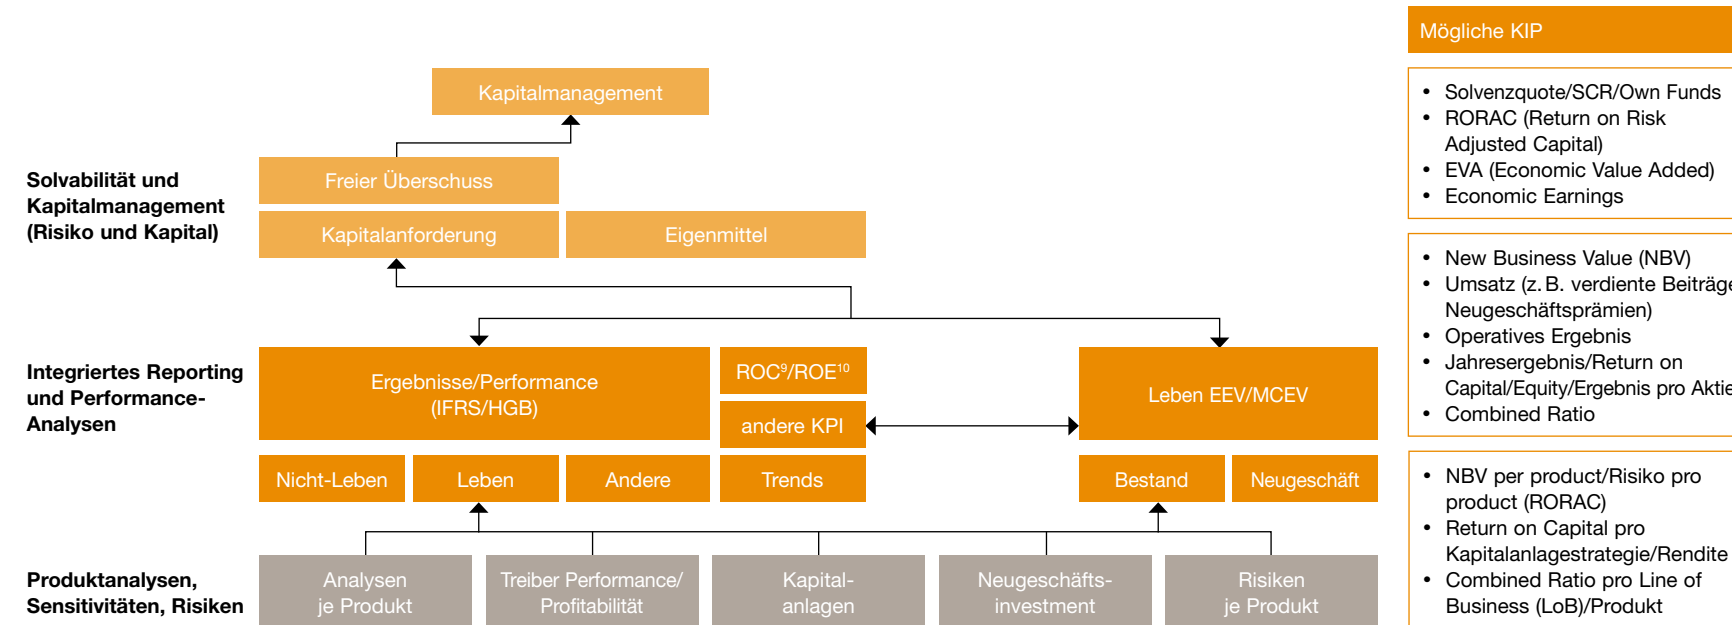 Mögliche KIP
Kapitalmanagement
Solvabilität und
Kapitalmanagement
(Risiko und Kapital)
Freier Überschuss
Kapitalanforderung
Eigenmittel
• Solvenzquote/SCR/Own Funds
• RORAC (Return on Risk
Adjusted Capital)
• EVA (Economic Value Added)
• Economic Earnings
Integriertes Reporting
und Performance-
Analysen
Ergebnisse/Performance
(IFRS/HGB)
ROC⁹/ROE¹⁰
andere KPI
Leben EEV/MCEV
Nicht-Leben
Leben
Andere
Trends
Bestand
Neugeschäft
• New Business Value (NBV)
• Umsatz (z. B. verdiente Beiträge
Neugeschäftsprämien)
• Operatives Ergebnis
• Jahresergebnis/Return on
Capital/Equity/Ergebnis pro Aktie
• Combined Ratio
Produktanalysen,
Sensitivitäten, Risiken
Analysen
je Produkt
Treiber Performance/
Profitabilität
Kapital-
anlagen
Neugeschäfts-
investment
Risiken
je Produkt
• NBV per product/Risiko pro
product (RORAC)
• Return on Capital pro
Kapitalanlagestrategie/Rendite
• Combined Ratio pro Line of
Business (LoB)/Produkt